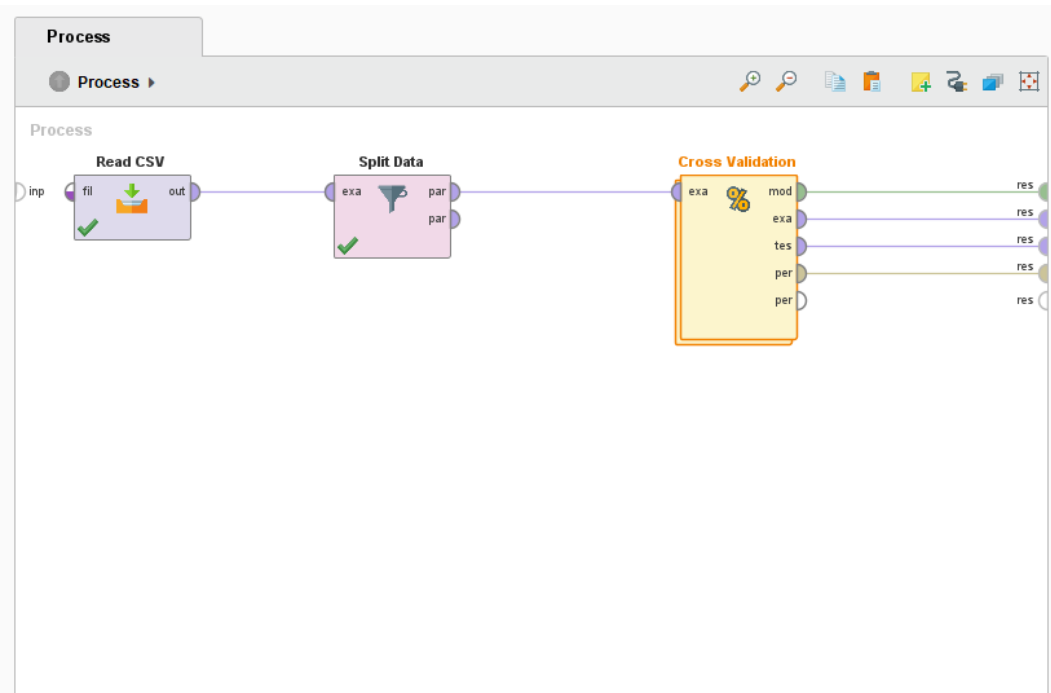 Process
Process
Process
Read CSV
Split Data
Cross Validation
inp
fil
out
exa
par
par
exa
mod
exa
tes
per
per
res
res
res
res
res